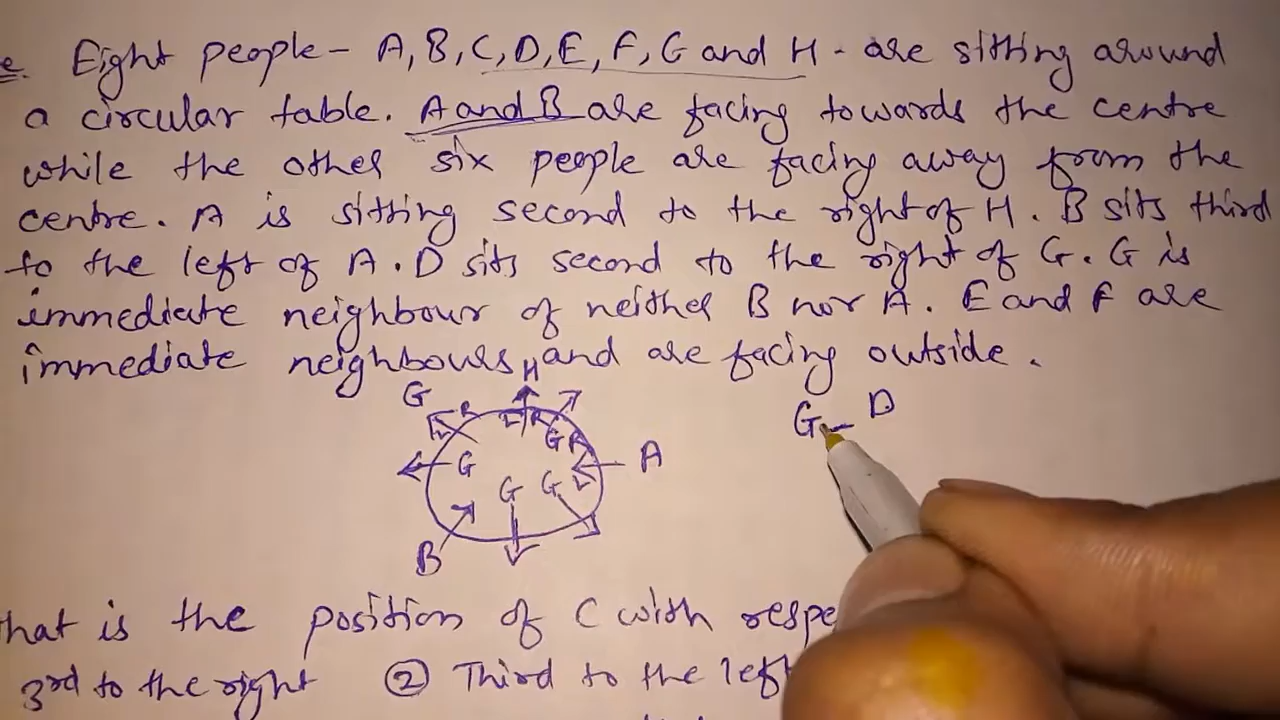 e. Eight people - A, B, C, D, E, F, G and H - are sitting around
a circular table. A and B are facing towards the centre
while the other six people are facing away from the
centre. A is sitting second to the right of H. B sits third
to the left of A. D sits second to the right of G. G is
immediate neighbour of neither B nor A. E and F are
immediate neighbours and are facing outside.
H
G R L R
G R
G A
L
G G
B
G _ D
hat is the position of C with respe
3rd to the right ② Third to the left